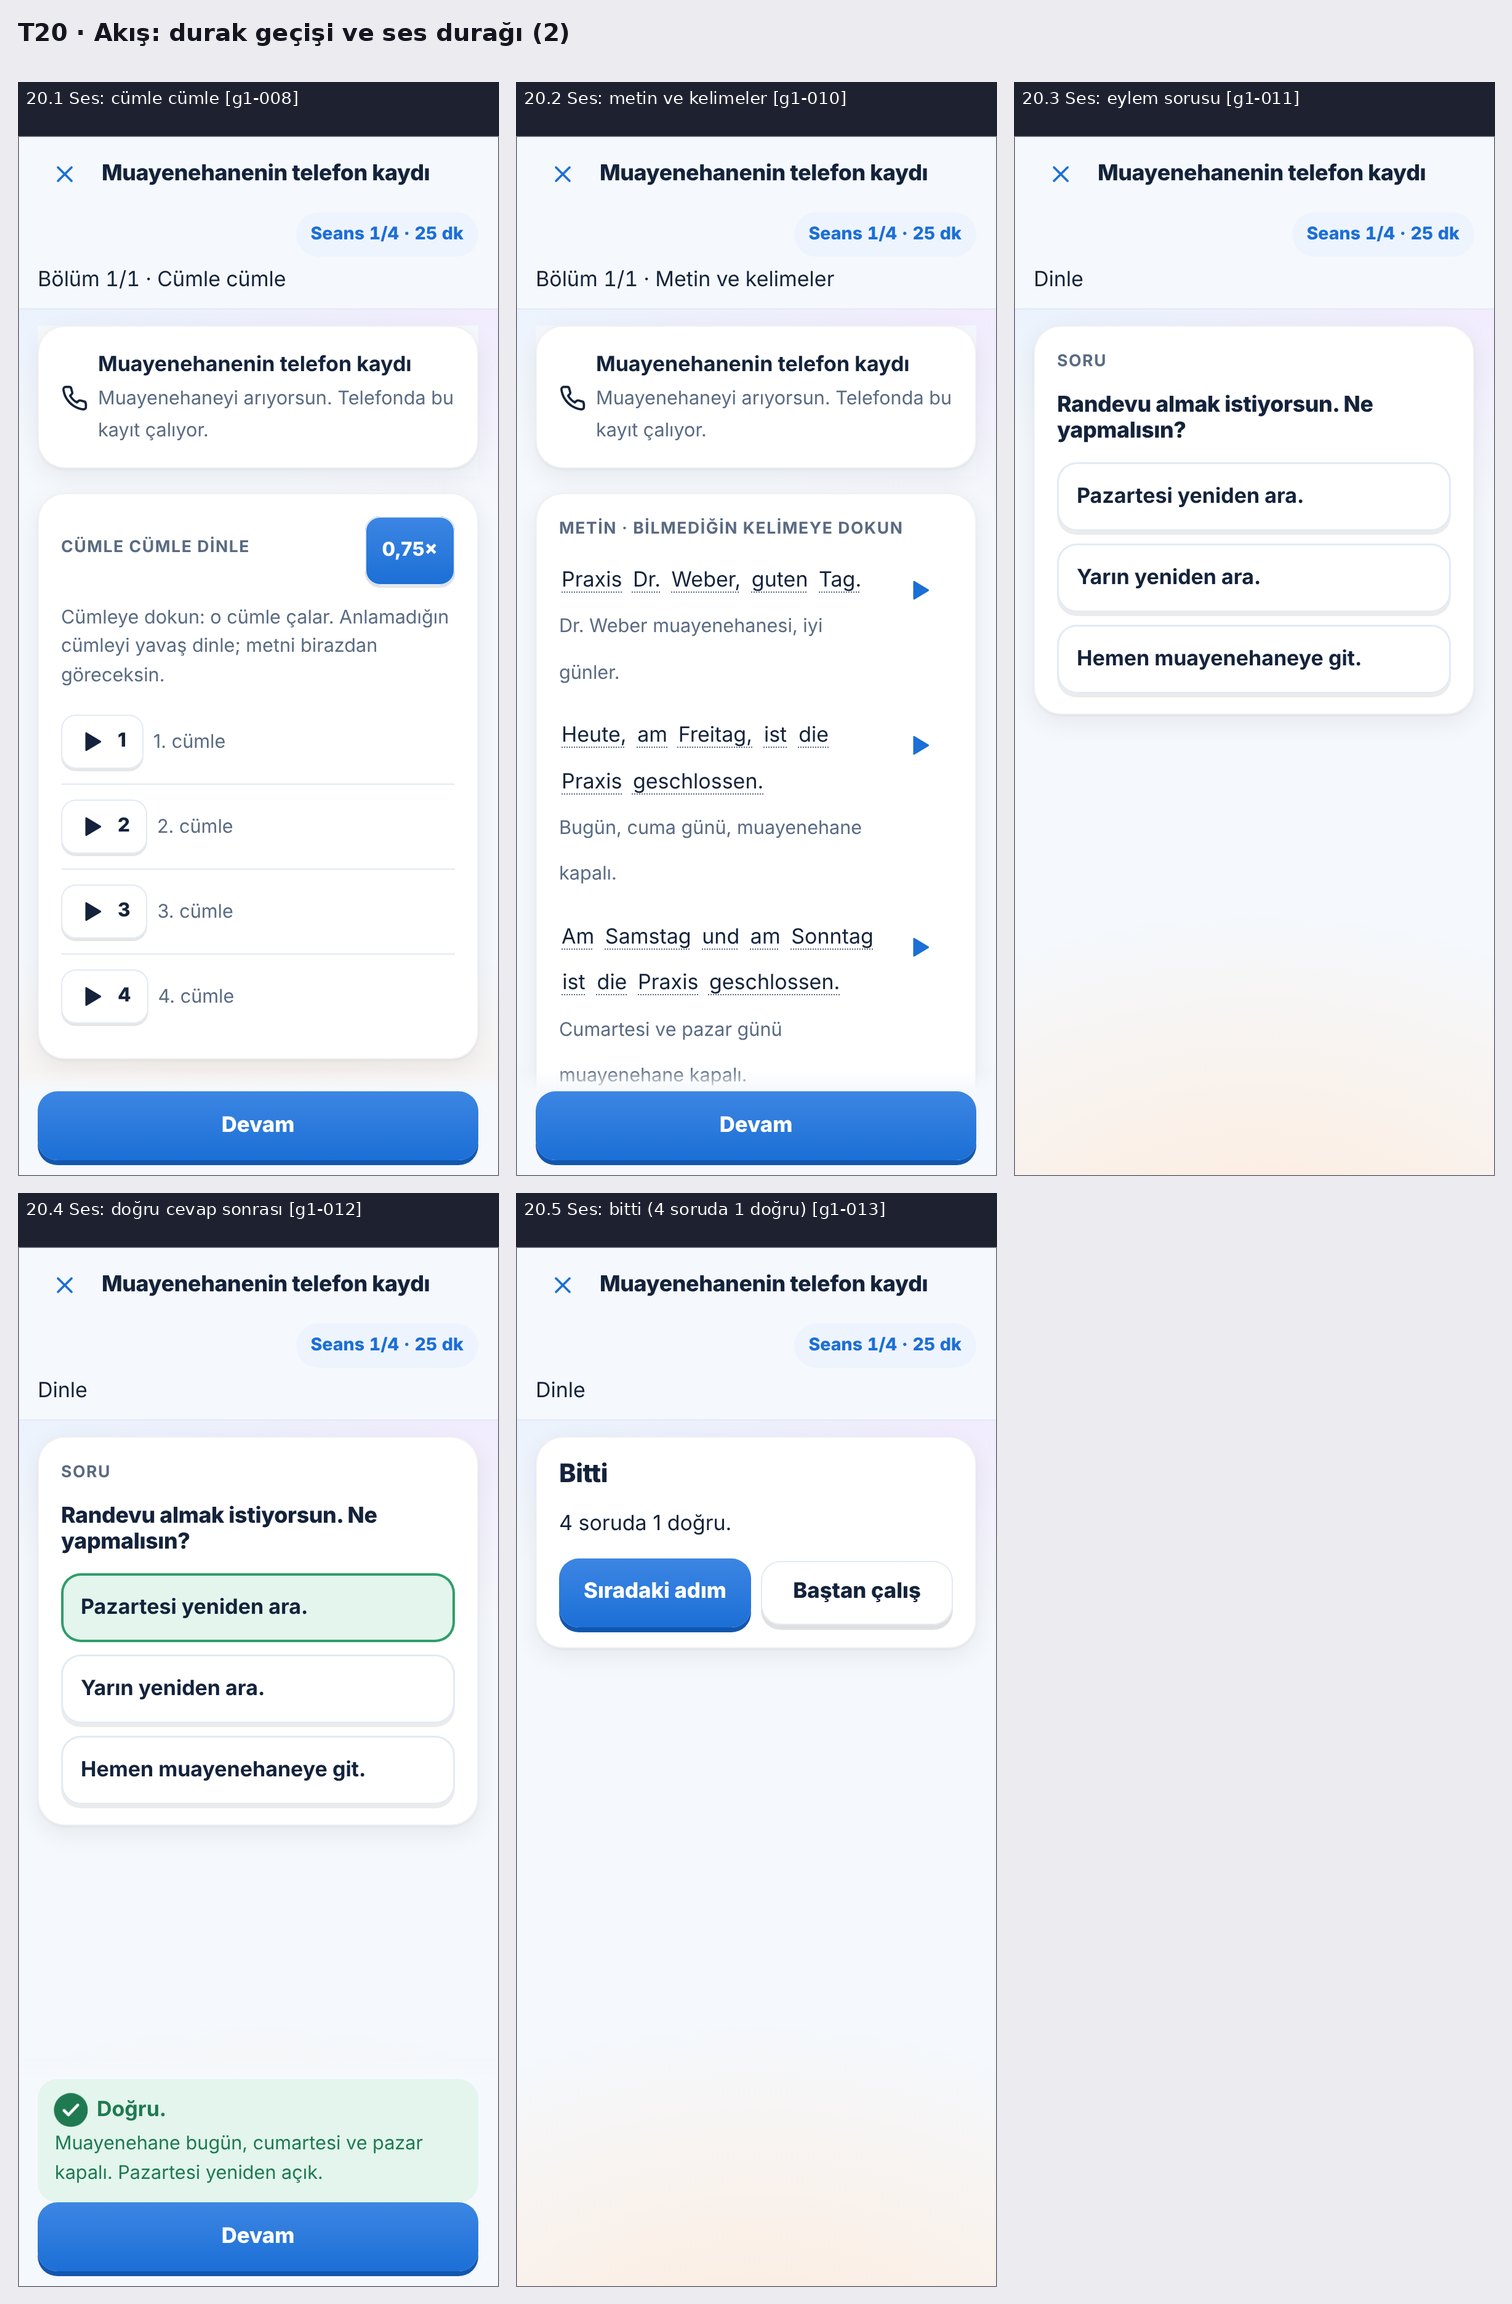 T20 · Akış: durak geçişi ve ses durağı (2)
20.1 Ses: cümle cümle [g1-008]
Muayenehanenin telefon kaydı
Seans 1/4 · 25 dk
Bölüm 1/1 · Cümle cümle
Muayenehanenin telefon kaydı
Muayenehaneyi arıyorsun. Telefonda bu
kayıt çalıyor.
CÜMLE CÜMLE DİNLE
0,75×
Cümleye dokun: o cümle çalar. Anlamadığın
cümleyi yavaş dinle; metni birazdan
göreceksin.
1 1. cümle
2 2. cümle
3 3. cümle
4 4. cümle
Devam
20.2 Ses: metin ve kelimeler [g1-010]
Muayenehanenin telefon kaydı
Seans 1/4 · 25 dk
Bölüm 1/1 · Metin ve kelimeler
Muayenehanenin telefon kaydı
Muayenehaneyi arıyorsun. Telefonda bu
kayıt çalıyor.
METİN · BİLMEDİĞİN KELİMEYE DOKUN
Praxis Dr. Weber, guten Tag.
Dr. Weber muayenehanesi, iyi
günler.
Heute, am Freitag, ist die
Praxis geschlossen.
Bugün, cuma günü, muayenehane
kapalı.
Am Samstag und am Sonntag
ist die Praxis geschlossen.
Cumartesi ve pazar günü
muayenehane kapalı.
Devam
20.3 Ses: eylem sorusu [g1-011]
Muayenehanenin telefon kaydı
Seans 1/4 · 25 dk
Dinle
SORU
Randevu almak istiyorsun. Ne
yapmalısın?
Pazartesi yeniden ara.
Yarın yeniden ara.
Hemen muayenehaneye git.
20.4 Ses: doğru cevap sonrası [g1-012]
Muayenehanenin telefon kaydı
Seans 1/4 · 25 dk
Dinle
SORU
Randevu almak istiyorsun. Ne
yapmalısın?
Pazartesi yeniden ara.
Yarın yeniden ara.
Hemen muayenehaneye git.
Doğru.
Muayenehane bugün, cumartesi ve pazar
kapalı. Pazartesi yeniden açık.
Devam
20.5 Ses: bitti (4 soruda 1 doğru) [g1-013]
Muayenehanenin telefon kaydı
Seans 1/4 · 25 dk
Dinle
Bitti
4 soruda 1 doğru.
Sıradaki adım
Baştan çalış